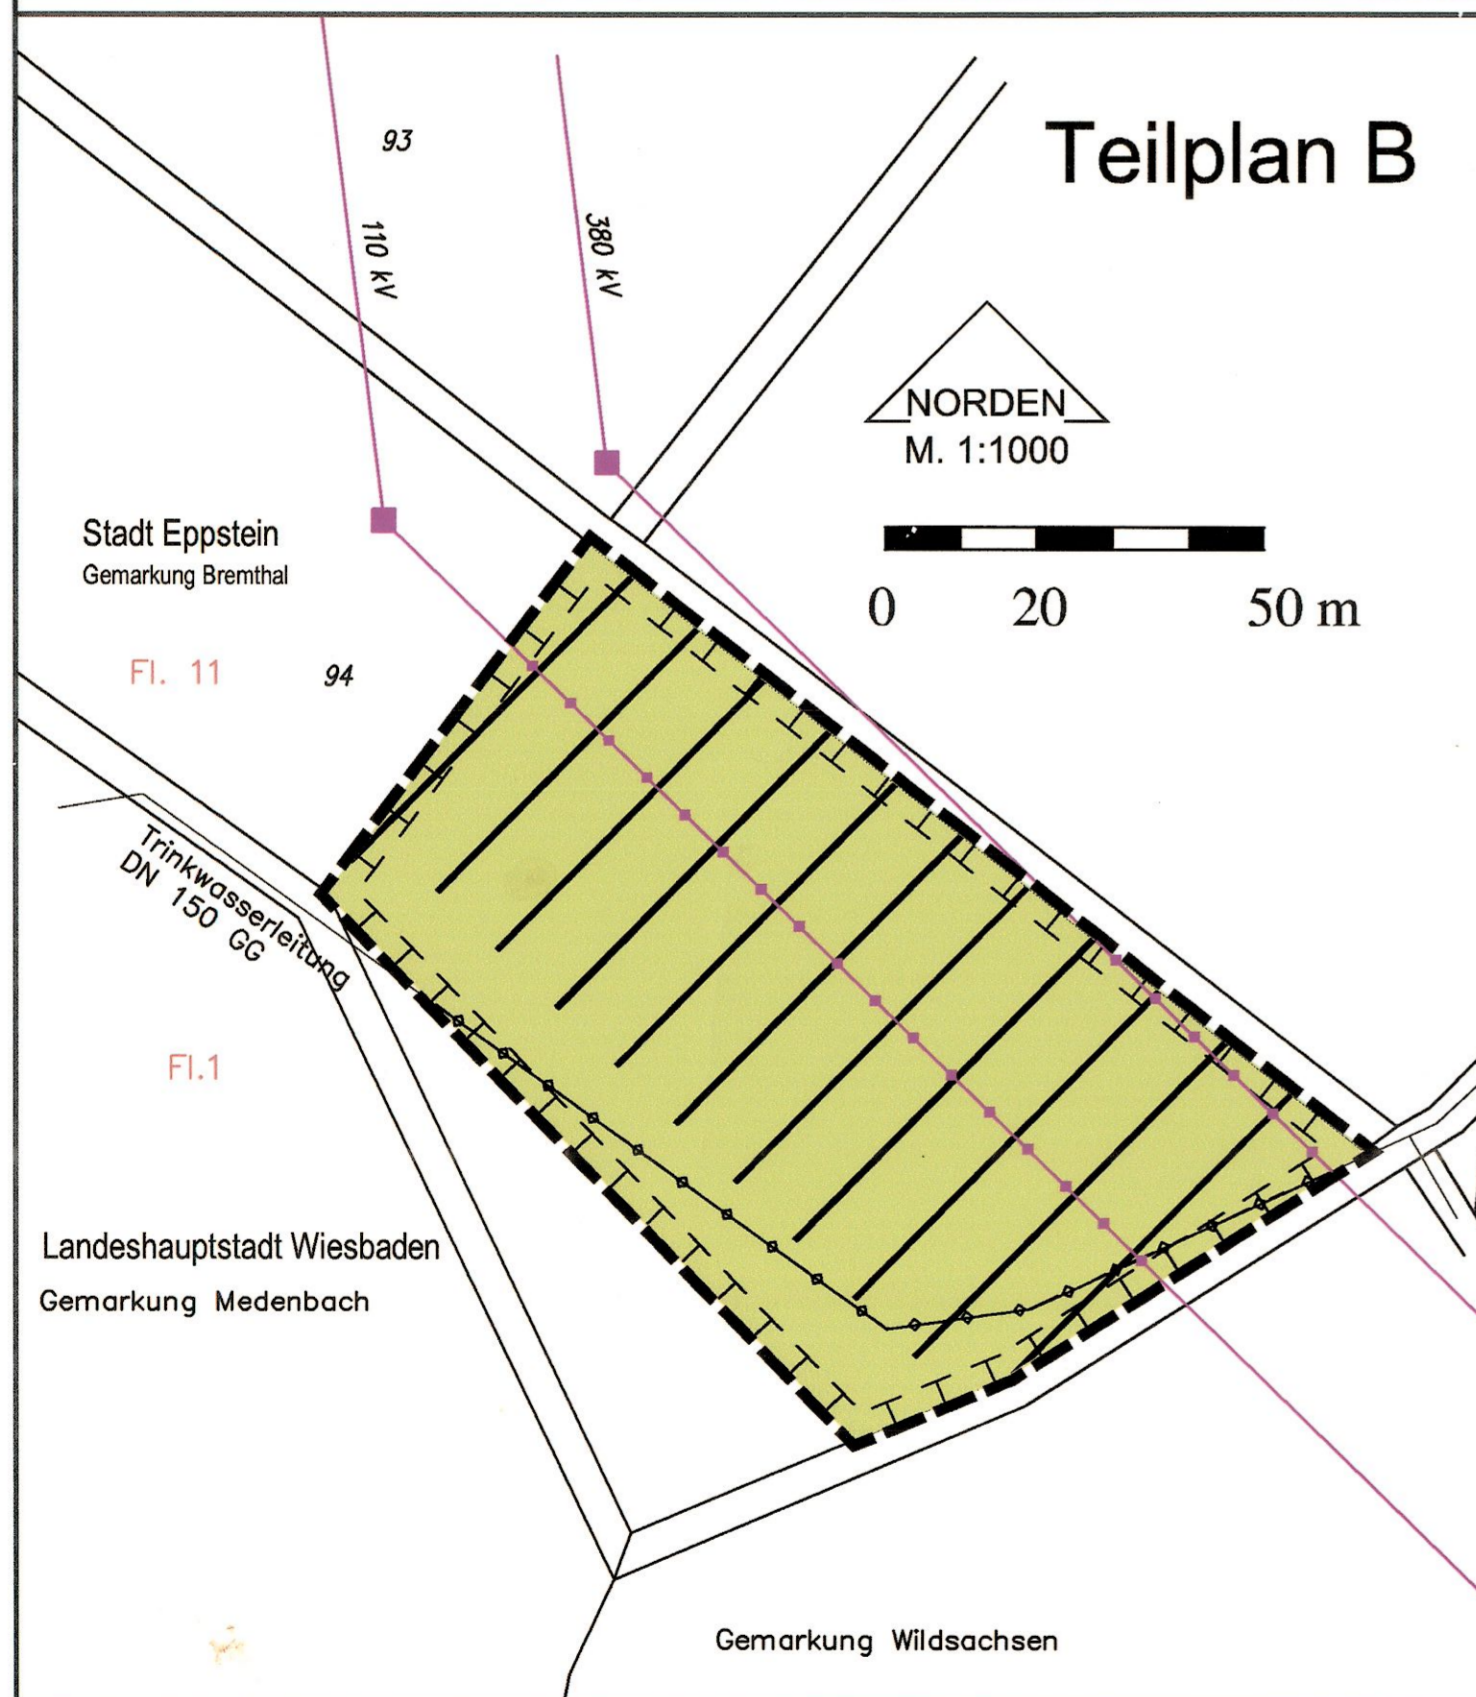 Teilplan B
93
110 kV
380 kV
NORDEN
M. 1:1000
0 20 50 m
Stadt Eppstein
Gemarkung Bremthal
Fl. 11
94
Trinkwasserleitung
DN 150 GG
Fl.1
Landeshauptstadt Wiesbaden
Gemarkung Medenbach
Gemarkung Wildsachsen